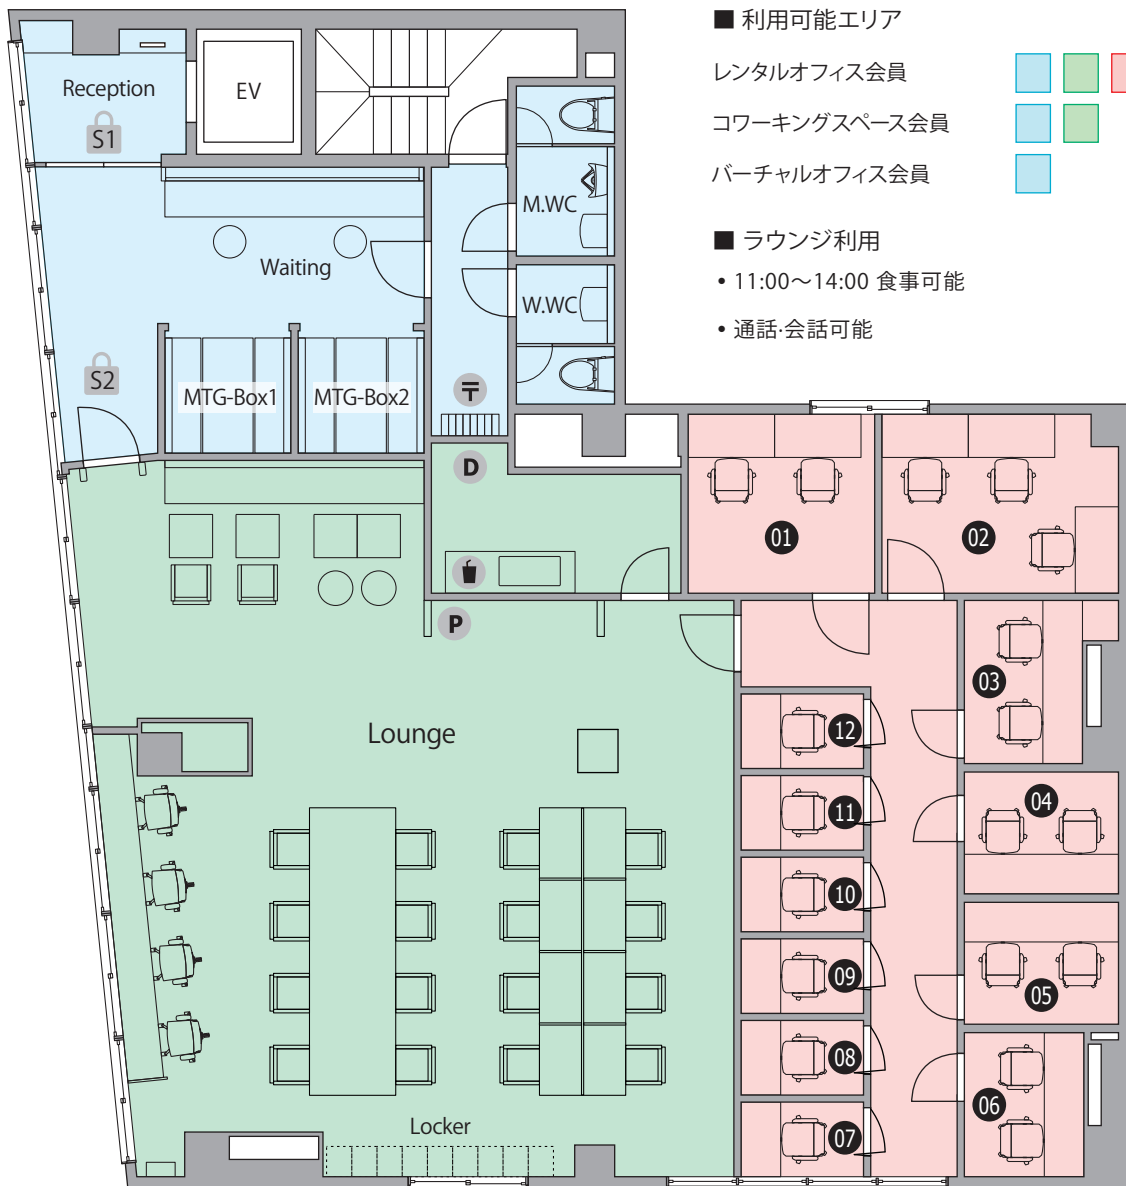 ■ 利用可能エリア
レンタルオフィス会員
コワーキングスペース会員
バーチャルオフィス会員
■ ラウンジ利用
• 11:00〜14:00 食事可能
• 通話·会話可能
Reception
S1
EV
M.WC
Waiting
W.WC
S2
MTG-Box1
MTG-Box2
〒
D
P
01
02
03
04
05
06
12
11
10
09
08
07
Lounge
Locker